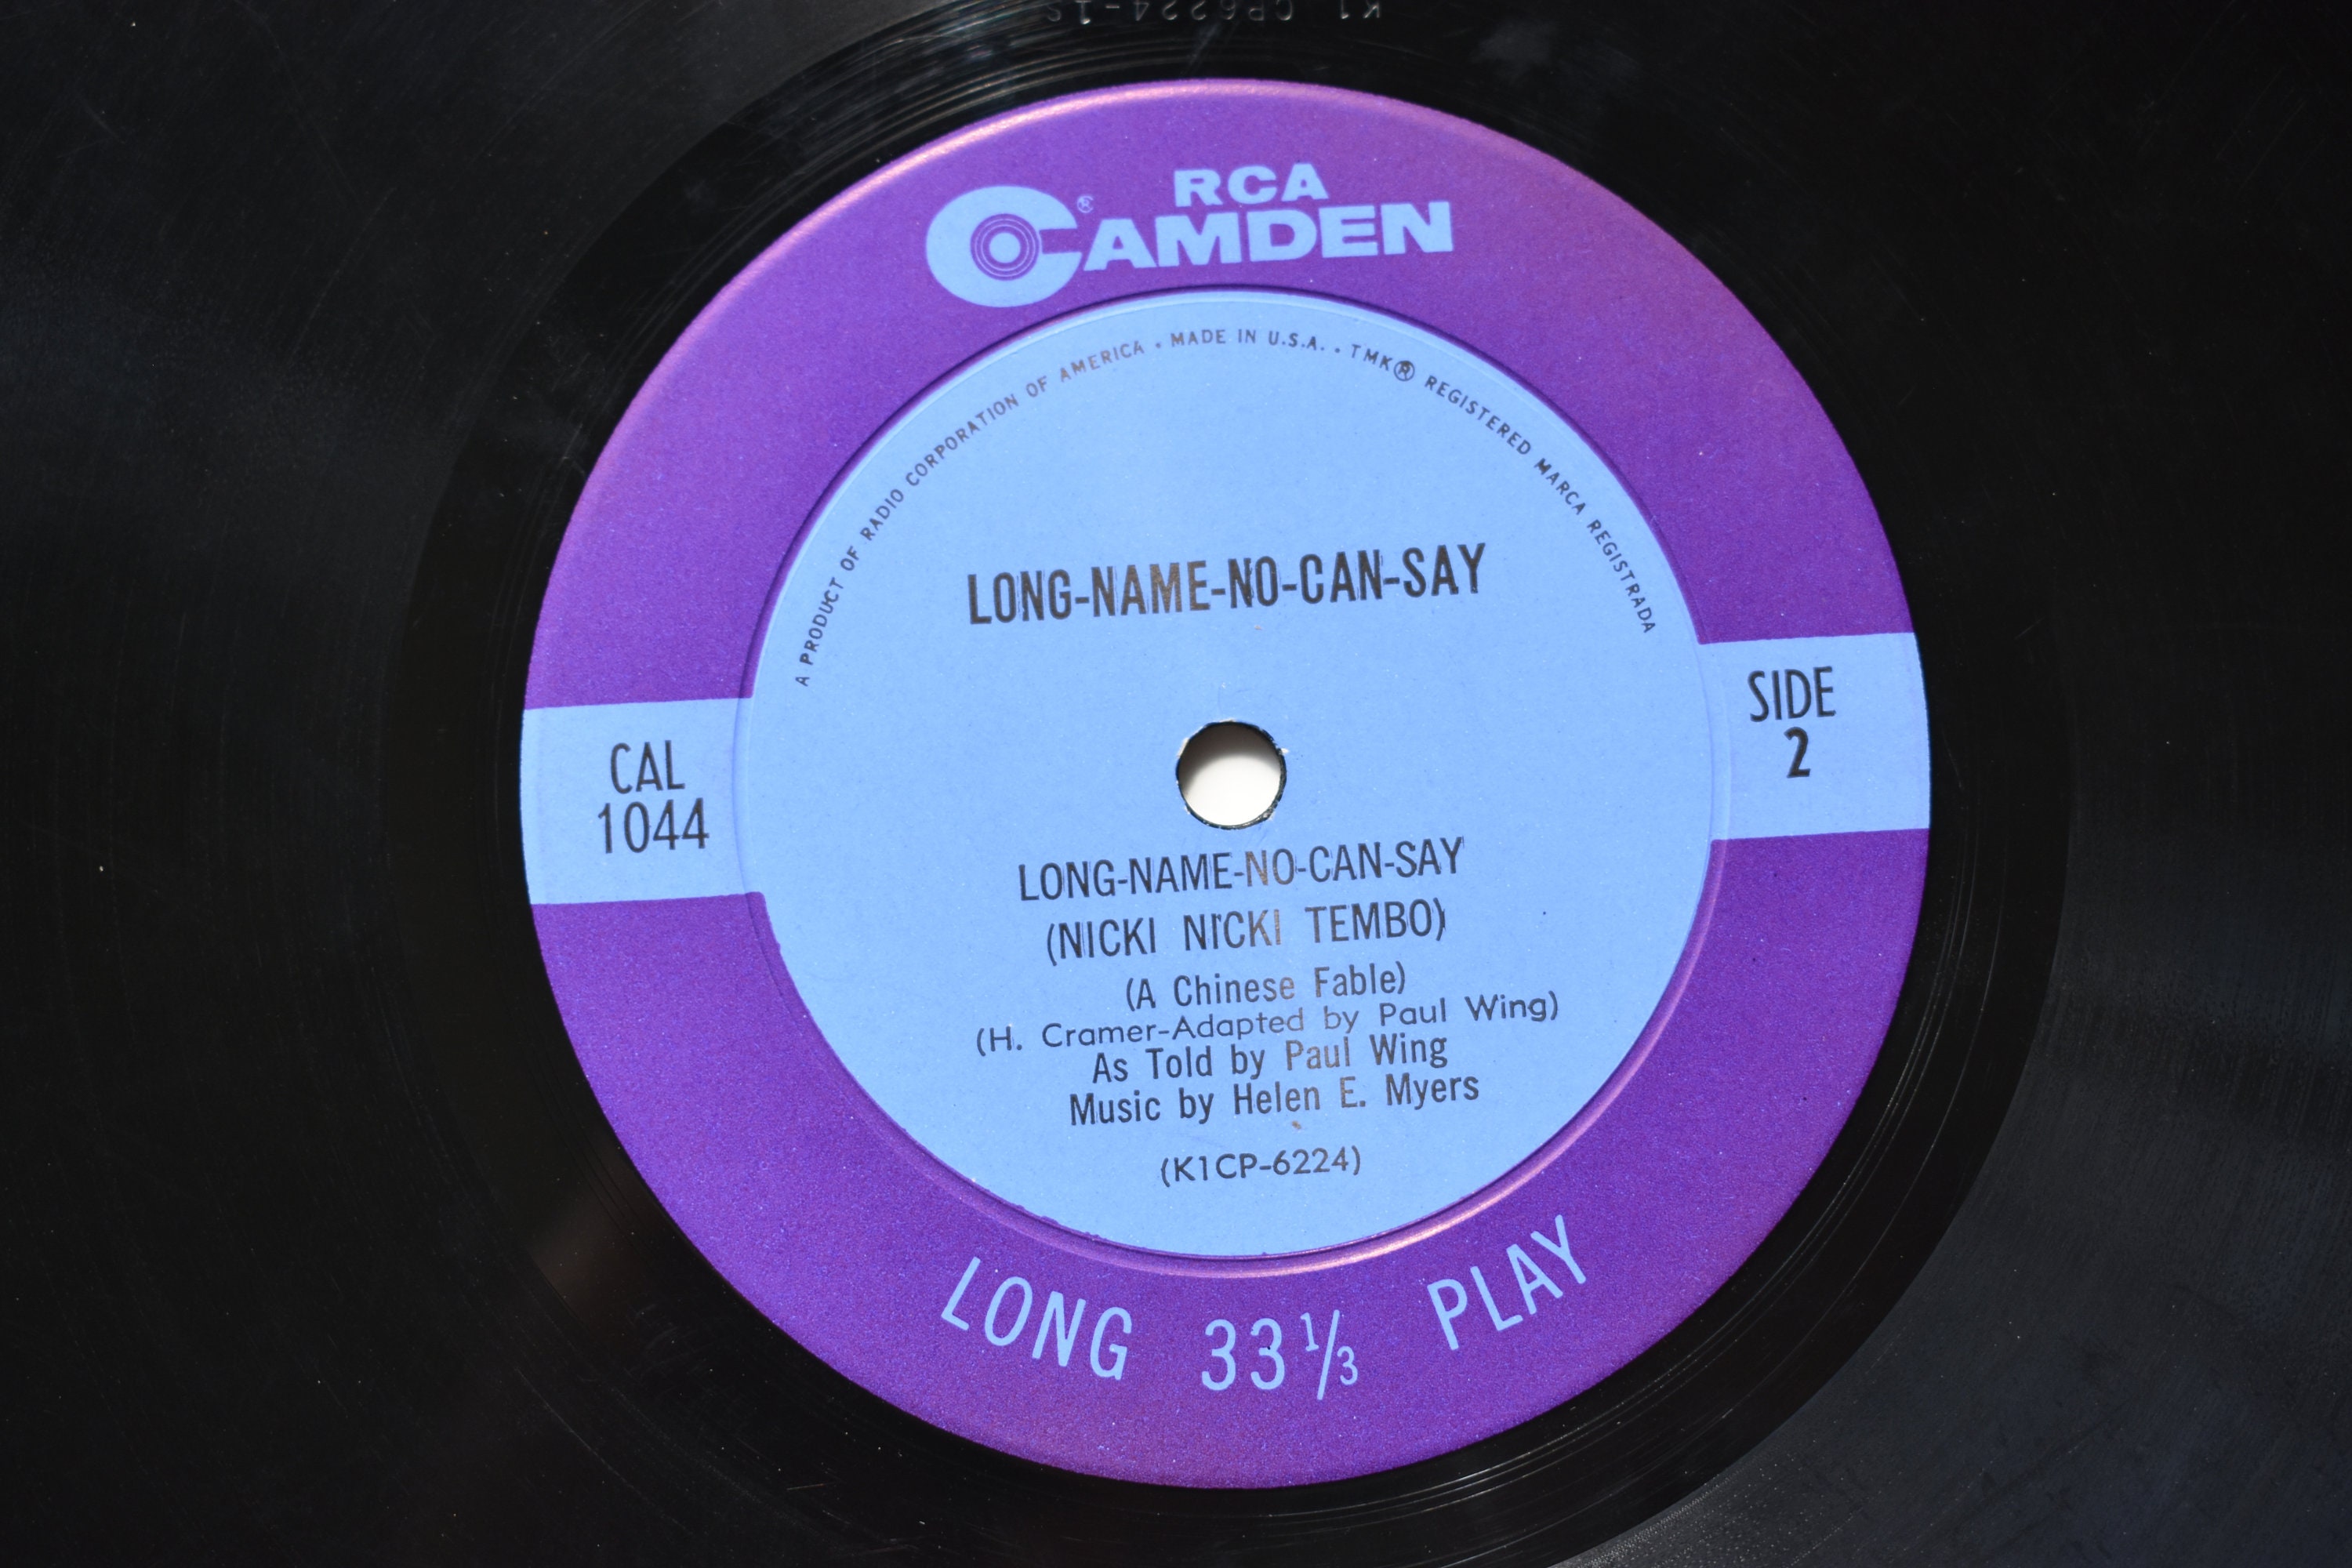 K1 CP6224-1S
RCA
CAMDEN®
A PRODUCT OF RADIO CORPORATION OF AMERICA • MADE IN U.S.A. • TMK® REGISTERED MARCA REGISTRADA
LONG-NAME-NO-CAN-SAY
CAL
1044
SIDE
2
LONG-NAME-NO-CAN-SAY
(NICKI NICKI TEMBO)
(A Chinese Fable)
(H. Cramer-Adapted by Paul Wing)
As Told by Paul Wing
Music by Helen E. Myers
(K1CP-6224)
LONG 33 1/3 PLAY